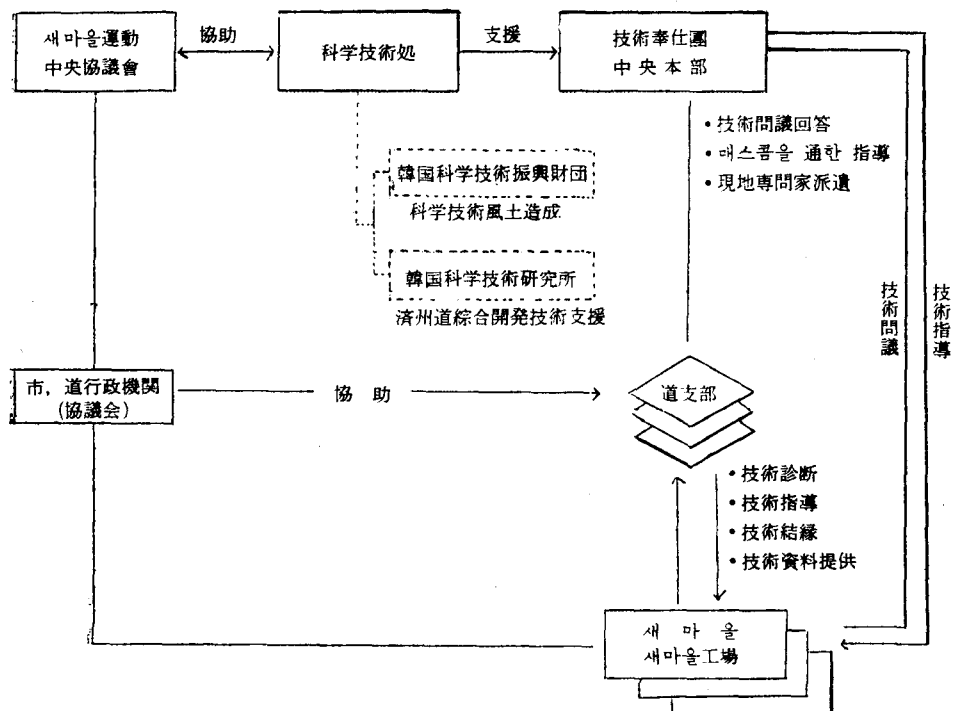 새마을運動
中央協議會
協助
科学技術処
支援
技術奉仕團
中央本部
• 技術問議回答
• 매스콤을 通한 指導
• 現地専問家派遣
韓国科学技術振興財団
科学技術風土造成
韓国科学技術研究所
済州道綜合開発技術支援
技術問議
技術指導
市, 道行政機関
(協議会)
協助
道支部
• 技術診断
• 技術指導
• 技術結縁
• 技術資料提供
새마을
새마을工場